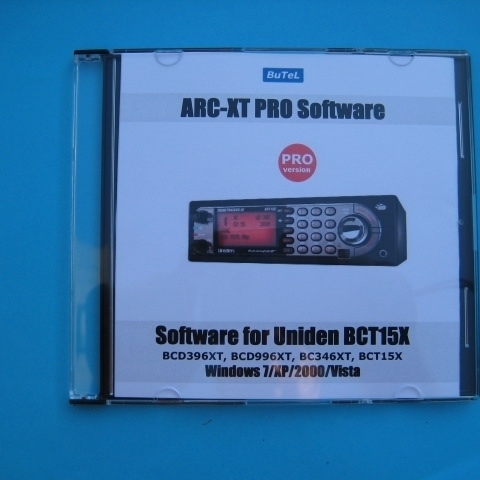 BuTeL
ARC-XT PRO Software
PRO
version
Uniden
Software for Uniden BCT15X
BCD396XT, BCD996XT, BC346XT, BCT15X
Windows 7/XP/2000/Vista